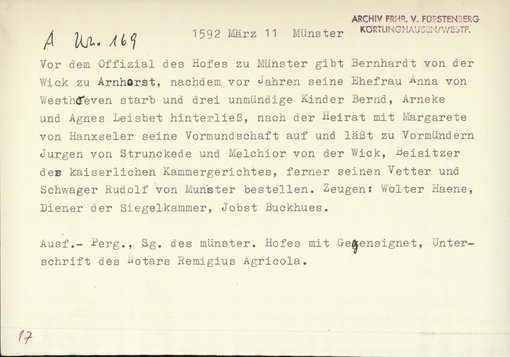 A Uko. 169
1592 März 11 Münster
ARCHIV FRHR. V. FÜRSTENBERG
KÖRTLINGHAUSEN/WESTF.
Vor dem Offizial des Hofes zu Münster gibt Bernhardt von der
Wick zu Arnhorst, nachdem vor Jahren seine Ehefrau Anna von
Westhoeven starb und drei unmündige Kinder Bernd, Arneke
und Agnes Leisbet hinterließ, nach der Heirat mit Margarete
von Hanxseler seine Vormundschaft auf und läßt zu Vormündern
Jurgen von Strunckede und Melchior von der Wick, Beisitzer
des kaiserlichen Kammergerichtes, ferner seinen Vetter und
Schwager Rudolf von Munster bestellen. Zeugen: Wolter Haene,
Diener der Siegelkammer, Jobst Buckhues.
Ausf.- Perg., Sg. des münster. Hofes mit Gegensignet, Unter-
schrift des Notars Remigius Agricola.
17